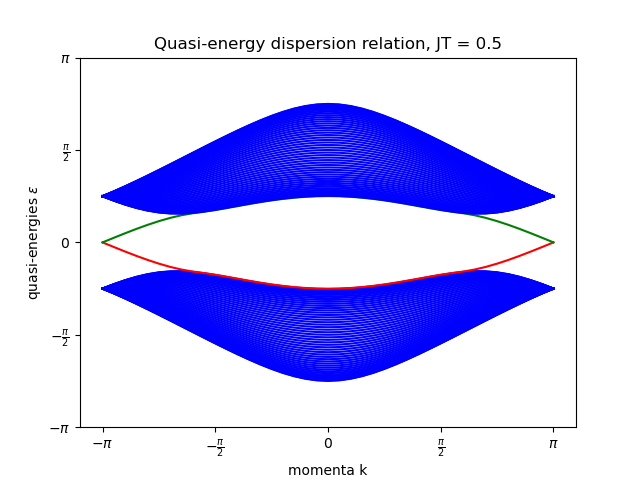 Quasi-energy dispersion relation, JT = 0.5
π
π/2
0
−π/2
−π
quasi-energies ε
−π
−π/2
0
π/2
π
momenta k